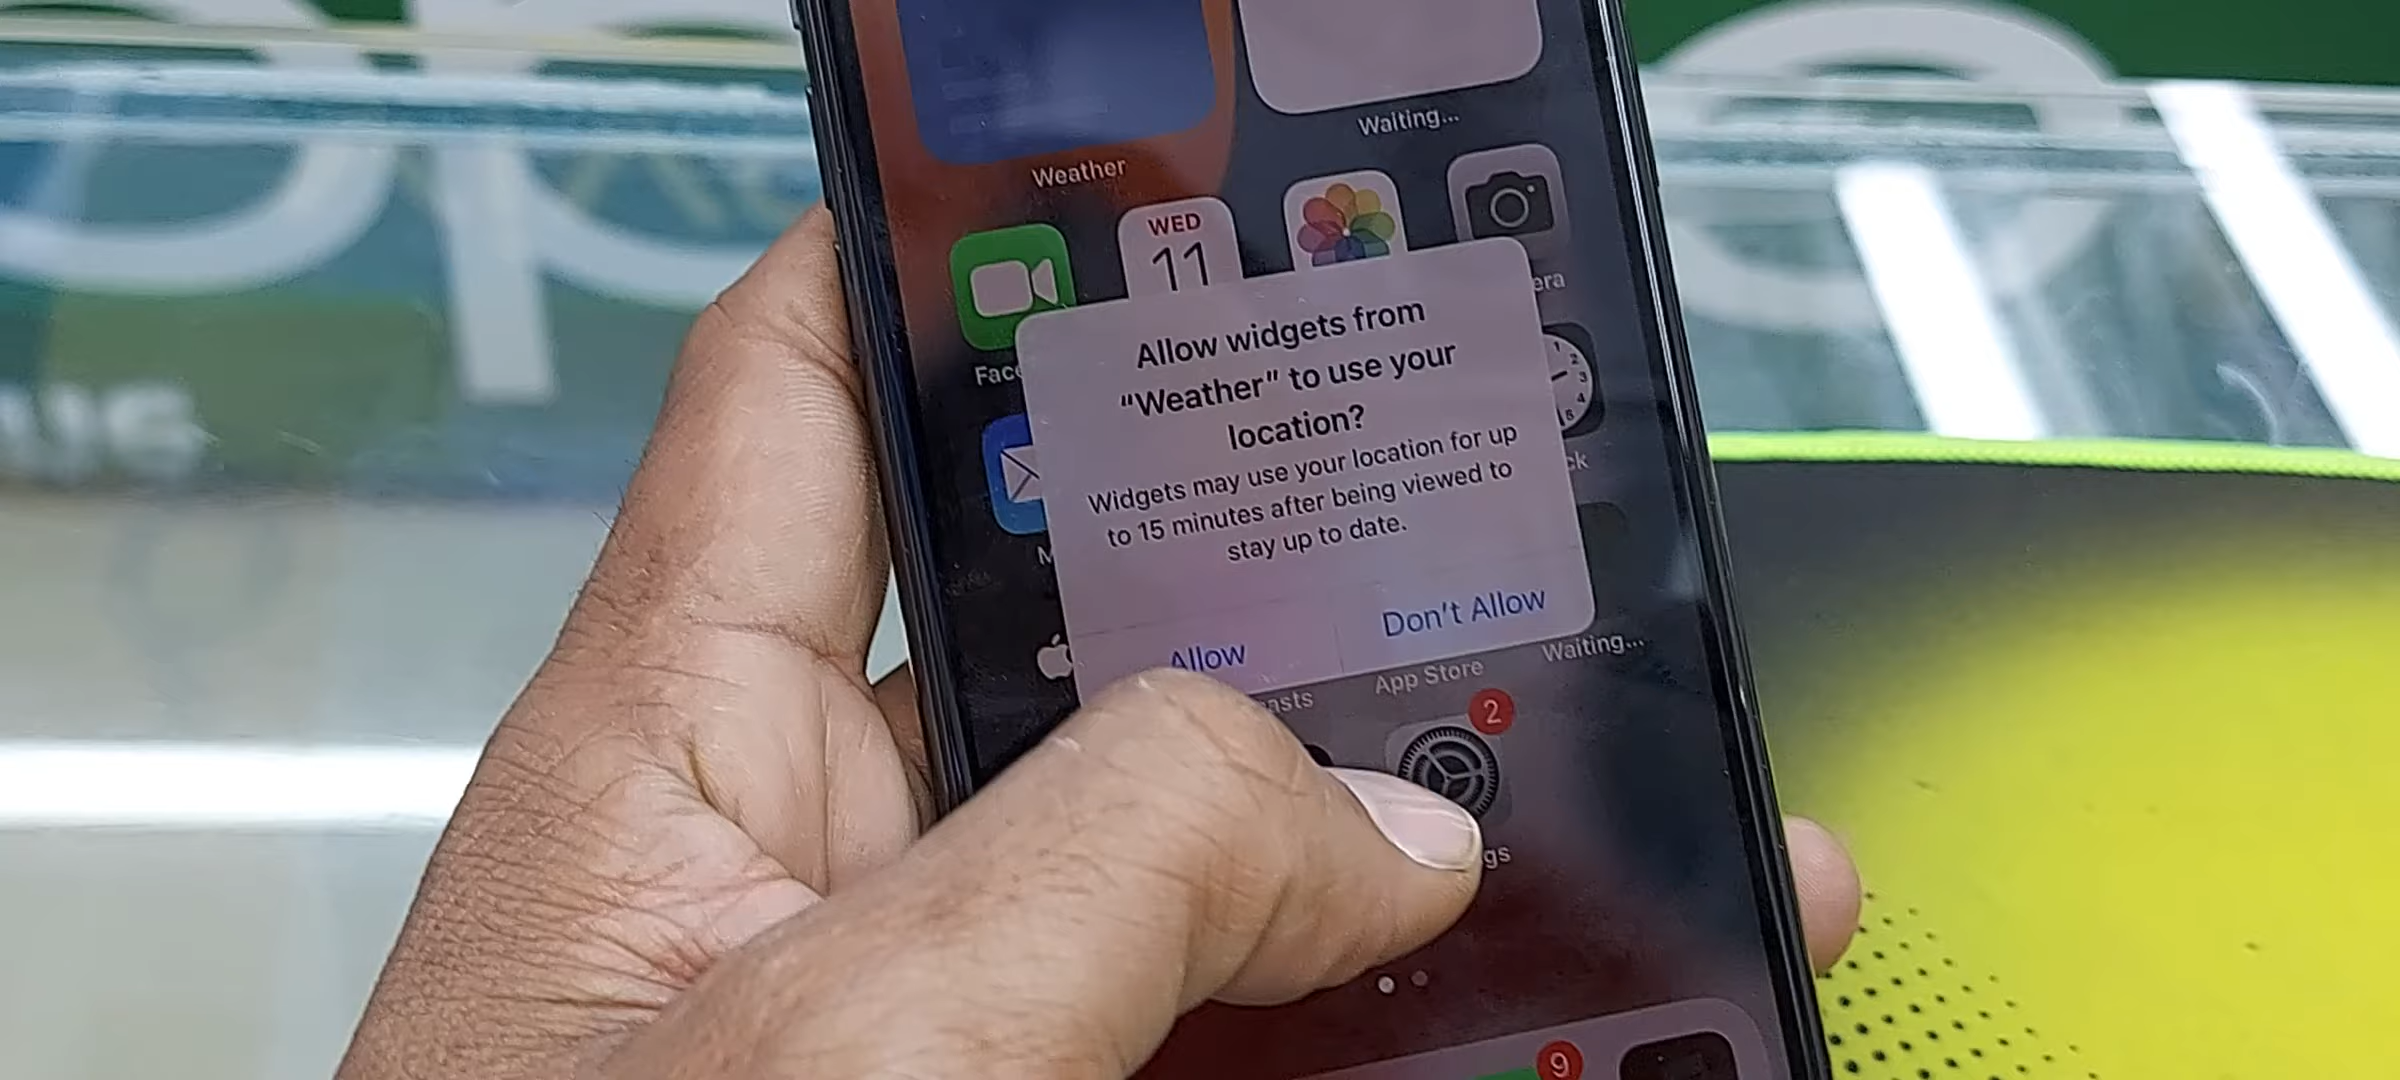 Waiting...
Weather
WED
11
Allow widgets from
“Weather” to use your
location?
Widgets may use your location for up
to 15 minutes after being viewed to
stay up to date.
Allow
Don't Allow
App Store
Waiting...
2
9